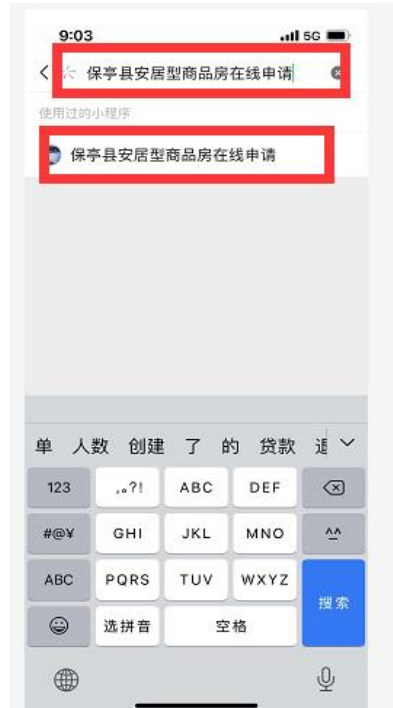 9:03 5G
保亭县安居型商品房在线申请
使用过的小程序
保亭县安居型商品房在线申请
单 人数 创建 了 的 贷款 退
123 ,。?! ABC DEF
#@¥ GHI JKL MNO ^^
ABC PQRS TUV WXYZ
搜索
选拼音 空格